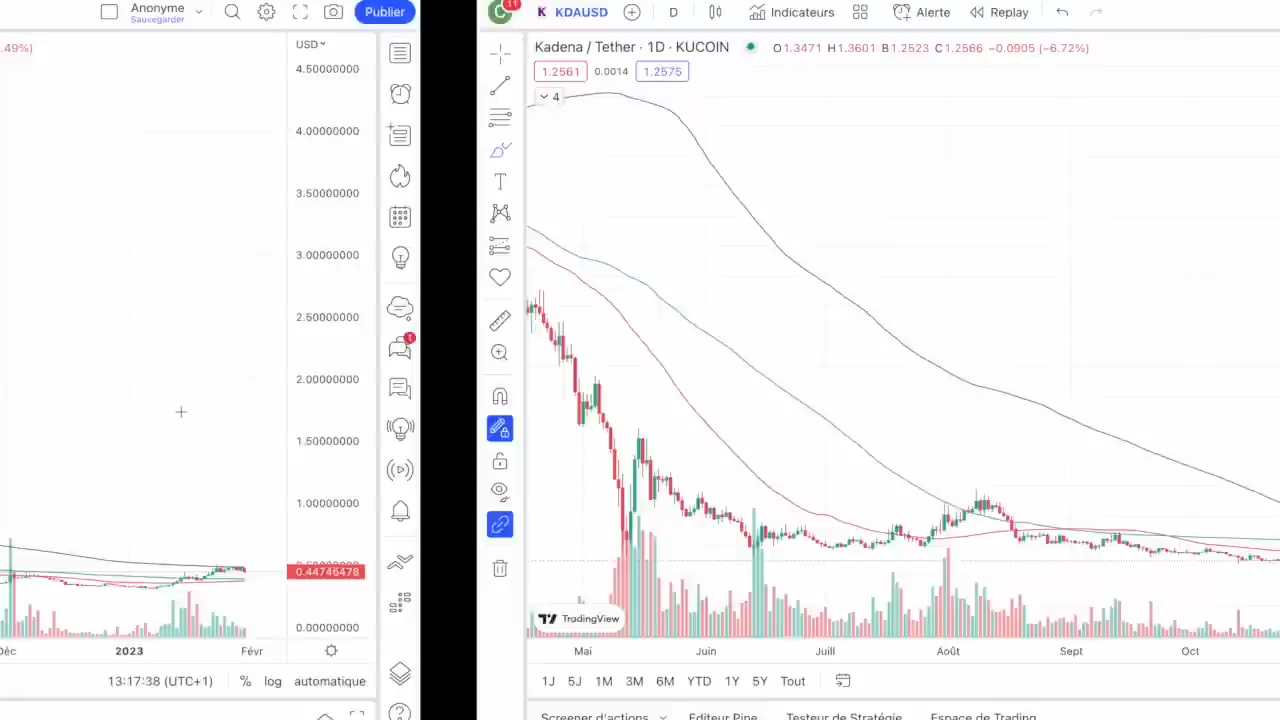 Anonyme
Sauvegarder
Publier
.49%)
USD
4.50000000
4.00000000
3.50000000
3.00000000
2.50000000
2.00000000
1.50000000
1.00000000
0.44746478
0.00000000
Déc 2023 Févr
13:17:38 (UTC+1) % log automatique
C 11 K KDAUSD D Indicateurs Alerte Replay
Kadena / Tether · 1D · KUCOIN O1.3471 H1.3601 B1.2523 C1.2566 −0.0905 (−6.72%)
1.2561 0.0014 1.2575
4
1
TradingView
Mai Juin Juill Août Sept Oct
1J 5J 1M 3M 6M YTD 1Y 5Y Tout
Screener d'actions Editeur Pine Testeur de Stratégie Espace de Trading